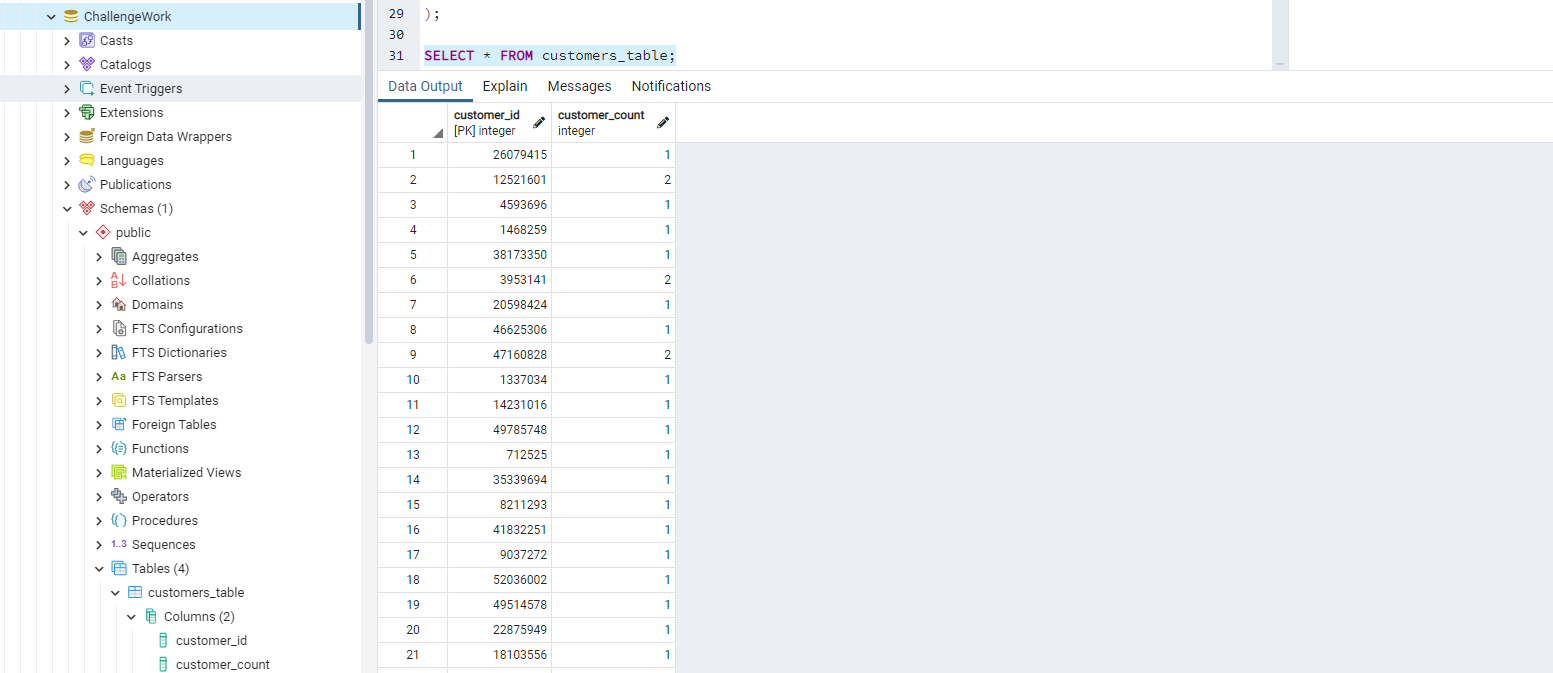 ChallengeWork
Casts
Catalogs
Event Triggers
Extensions
Foreign Data Wrappers
Languages
Publications
Schemas (1)
public
Aggregates
Collations
Domains
FTS Configurations
FTS Dictionaries
Aa FTS Parsers
FTS Templates
Foreign Tables
Functions
Materialized Views
Operators
Procedures
1..3 Sequences
Tables (4)
customers_table
Columns (2)
customer_id
customer_count
29 );
30
31 SELECT * FROM customers_table;
Data Output Explain Messages Notifications
customer_id customer_count
[PK] integer integer
1 26079415 1
2 12521601 2
3 4593696 1
4 1468259 1
5 38173350 1
6 3953141 2
7 20598424 1
8 46625306 1
9 47160828 2
10 1337034 1
11 14231016 1
12 49785748 1
13 712525 1
14 35339694 1
15 8211293 1
16 41832251 1
17 9037272 1
18 52036002 1
19 49514578 1
20 22875949 1
21 18103556 1